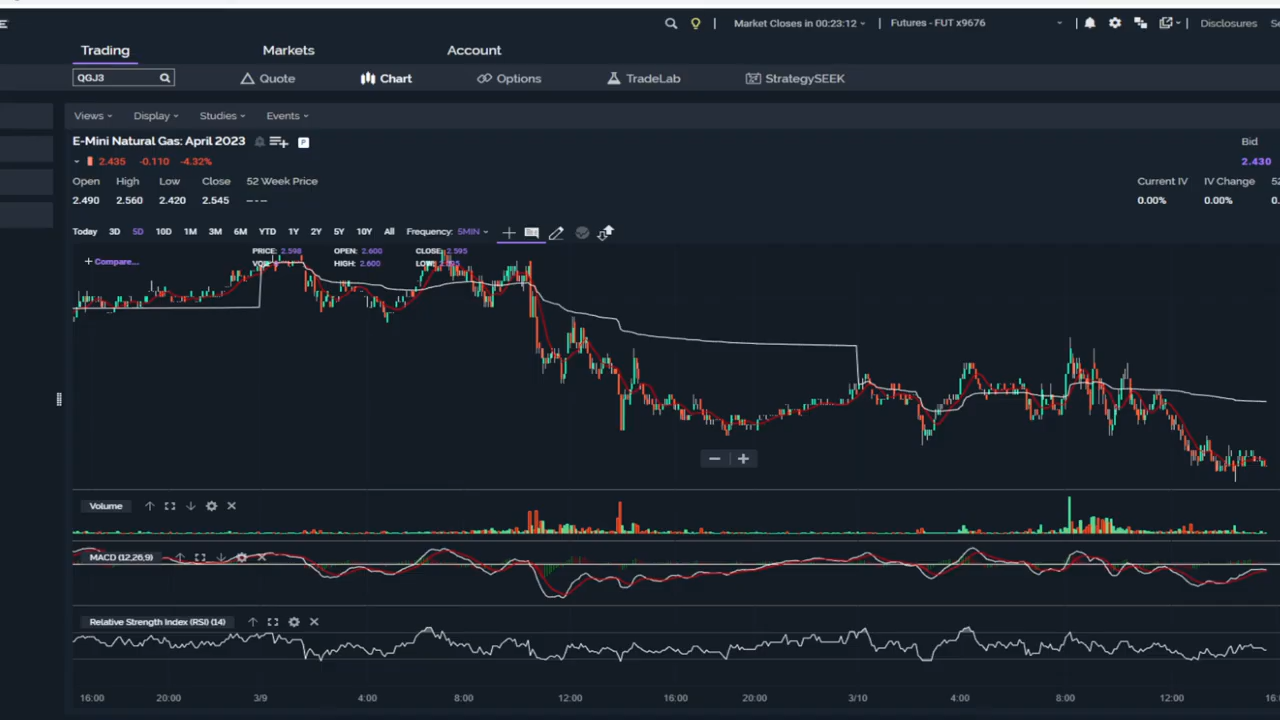 Market Closes in 00:23:12 Futures - FUT x9676 Disclosures
Trading Markets Account
QGJ3 Quote Chart Options TradeLab StrategySEEK
Views Display Studies Events
E-Mini Natural Gas: April 2023 P Bid
2.435 -0.110 -4.32% 2.430
Open High Low Close 52 Week Price Current IV IV Change
2.490 2.560 2.420 2.545 --- 0.00% 0.00%
Today 3D 5D 10D 1M 3M 6M YTD 1Y 2Y 5Y 10Y All Frequency: 5MIN
PRICE: 2.598 OPEN: 2.600 CLOSE: 2.595
+ Compare... HIGH: 2.600
Volume
MACD (12,26,9)
Relative Strength Index (RSI) (14)
16:00 20:00 3/9 4:00 8:00 12:00 16:00 20:00 3/10 4:00 8:00 12:00